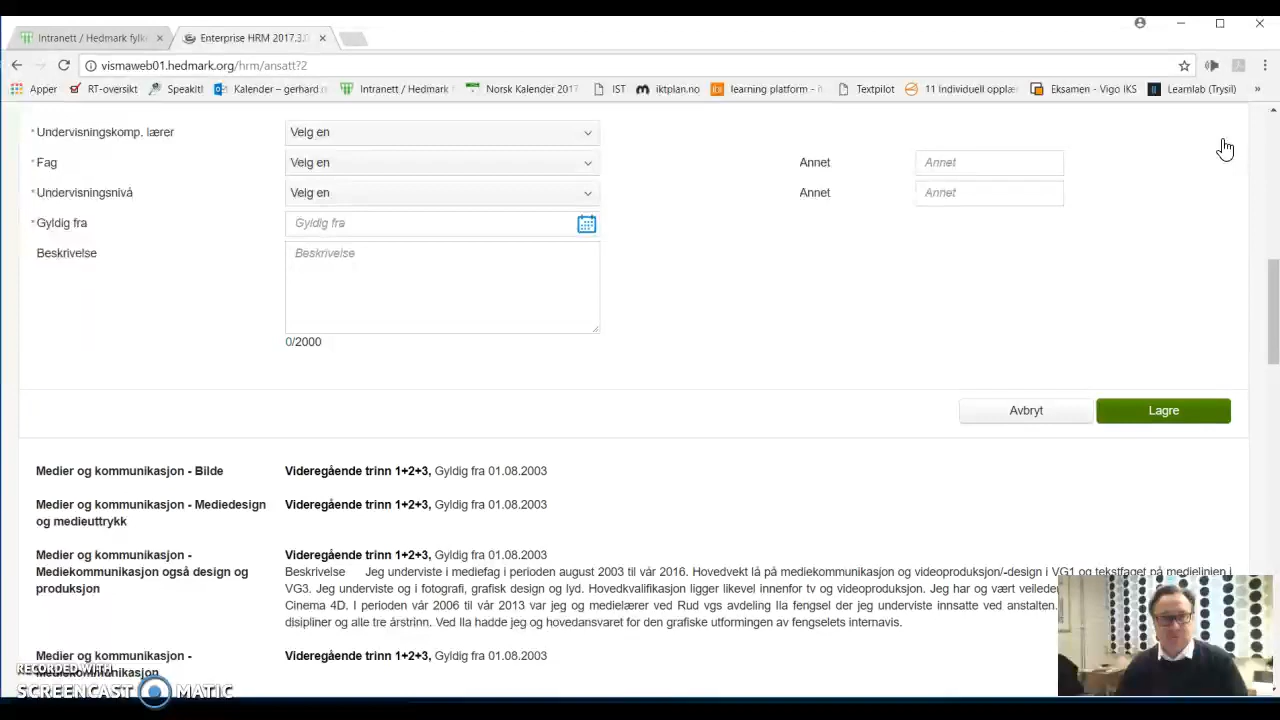 Intranett / Hedmark fylke
Enterprise HRM 2017.3.
vismaweb01.hedmark.org/hrm/ansatt?2
Apper
RT-oversikt
SpeakIt!
Kalender – gerhard.
Intranett / Hedmark
Norsk Kalender 2017
IST
iktplan.no
learning platform -
Textpilot
11 Individuell opplæ
Eksamen - Vigo IKS
Learnlab (Trysil)
»
* Undervisningskomp. lærer
Velg en
* Fag
Velg en
Annet
Annet
* Undervisningsnivå
Velg en
Annet
Annet
* Gyldig fra
Gyldig fra
Beskrivelse
Beskrivelse
0/2000
Avbryt
Lagre
Medier og kommunikasjon - Bilde
Videregående trinn 1+2+3, Gyldig fra 01.08.2003
Medier og kommunikasjon - Mediedesign
og medieuttrykk
Videregående trinn 1+2+3, Gyldig fra 01.08.2003
Medier og kommunikasjon -
Mediekommunikasjon også design og
produksjon
Videregående trinn 1+2+3, Gyldig fra 01.08.2003
Beskrivelse Jeg underviste i mediefag i perioden august 2003 til vår 2016. Hovedvekt lå på mediekommunikasjon og videoproduksjon/-design i VG1 og tekstfaget på medielinjen i
VG3. Jeg underviste og i fotografi, grafisk design og lyd. Hovedkvalifikasjon ligger likevel innenfor tv og videoproduksjon. Jeg har og vært veileder
Cinema 4D. I perioden vår 2006 til vår 2013 var jeg og medielærer ved Rud vgs avdeling Ila fengsel der jeg underviste innsatte ved anstalten.
disipliner og alle tre årstrinn. Ved Ila hadde jeg og hovedansvaret for den grafiske utformingen av fengselets internavis.
Medier og kommunikasjon -
Mediekommunikasjon
Videregående trinn 1+2+3, Gyldig fra 01.08.2003
RECORDED WITH
SCREENCAST MATIC